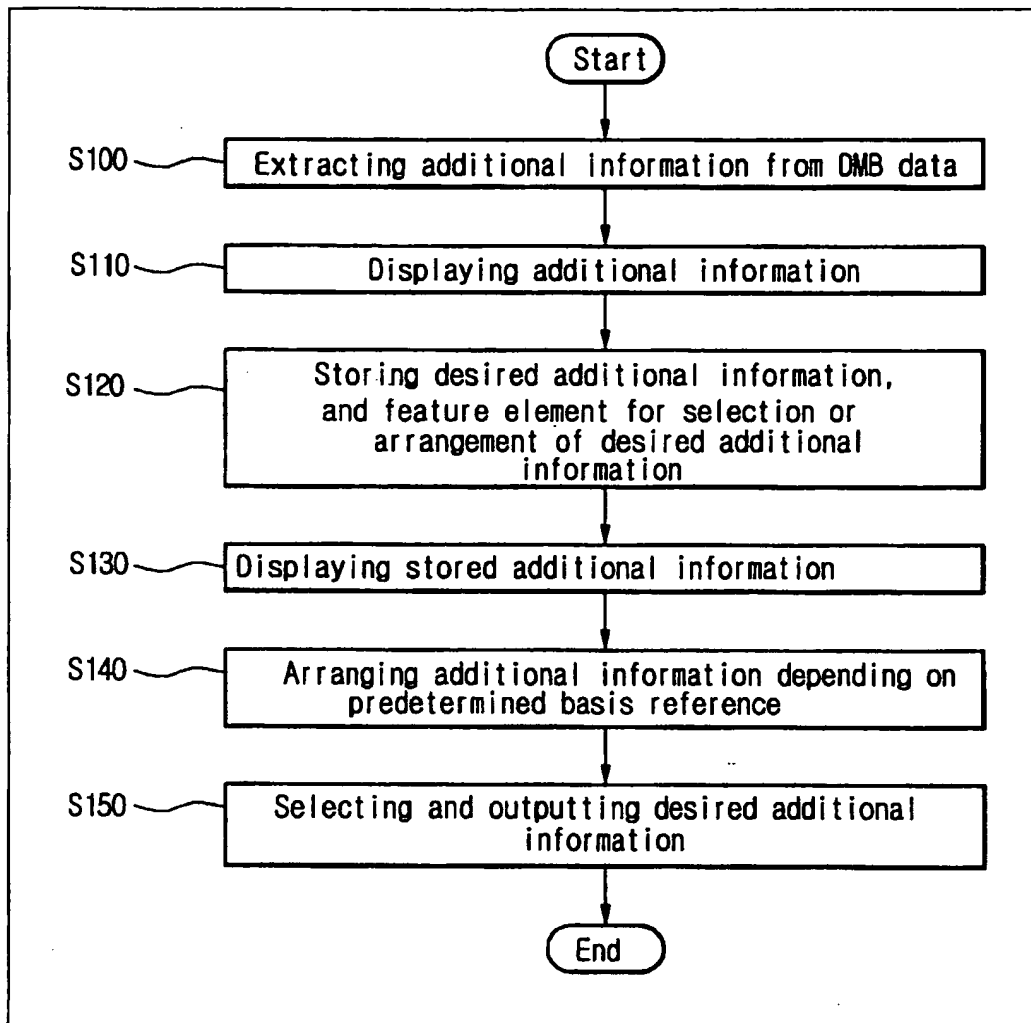 Start
S100
Extracting additional information from DMB data
S110
Displaying additional information
S120
Storing desired additional information,
and feature element for selection or
arrangement of desired additional
information
S130
Displaying stored additional information
S140
Arranging additional information depending on
predetermined basis reference
S150
Selecting and outputting desired additional
information
End